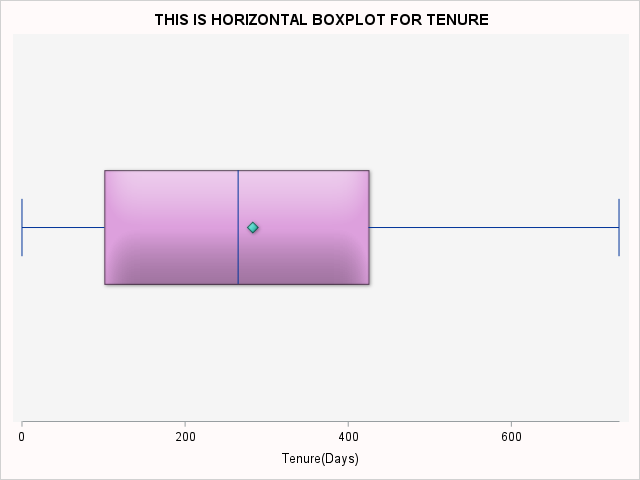 THIS IS HORIZONTAL BOXPLOT FOR TENURE
0 200 400 600
Tenure(Days)